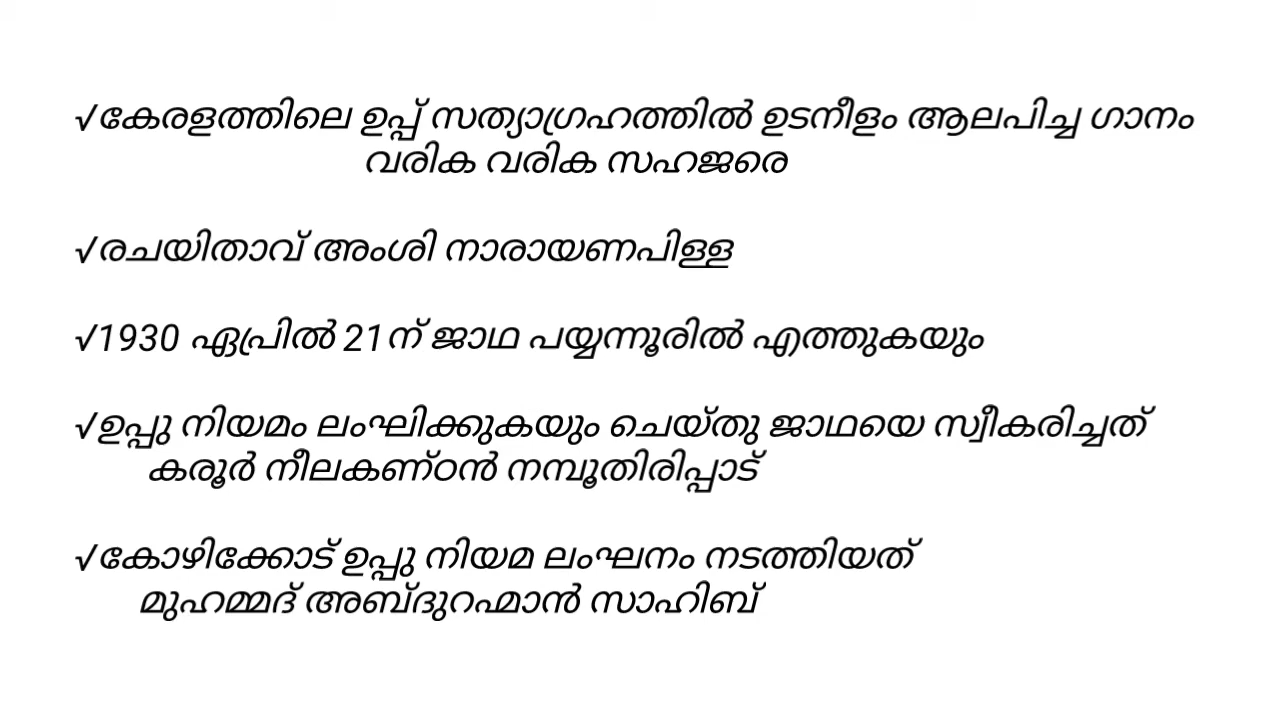 √കേരളത്തിലെ ഉപ്പ് സത്യാഗ്രഹത്തിൽ ഉടനീളം ആലപിച്ച ഗാനം
വരിക വരിക സഹജരെ
√രചയിതാവ് അംശി നാരായണപിള്ള
√1930 ഏപ്രിൽ 21ന് ജാഥ പയ്യന്നൂരിൽ എത്തുകയും
√ഉപ്പു നിയമം ലംഘിക്കുകയും ചെയ്തു ജാഥയെ സ്വീകരിച്ചത്
കരൂർ നീലകണ്ഠൻ നമ്പൂതിരിപ്പാട്
√കോഴിക്കോട് ഉപ്പു നിയമ ലംഘനം നടത്തിയത്
മുഹമ്മദ് അബ്ദുറഹ്മാൻ സാഹിബ്